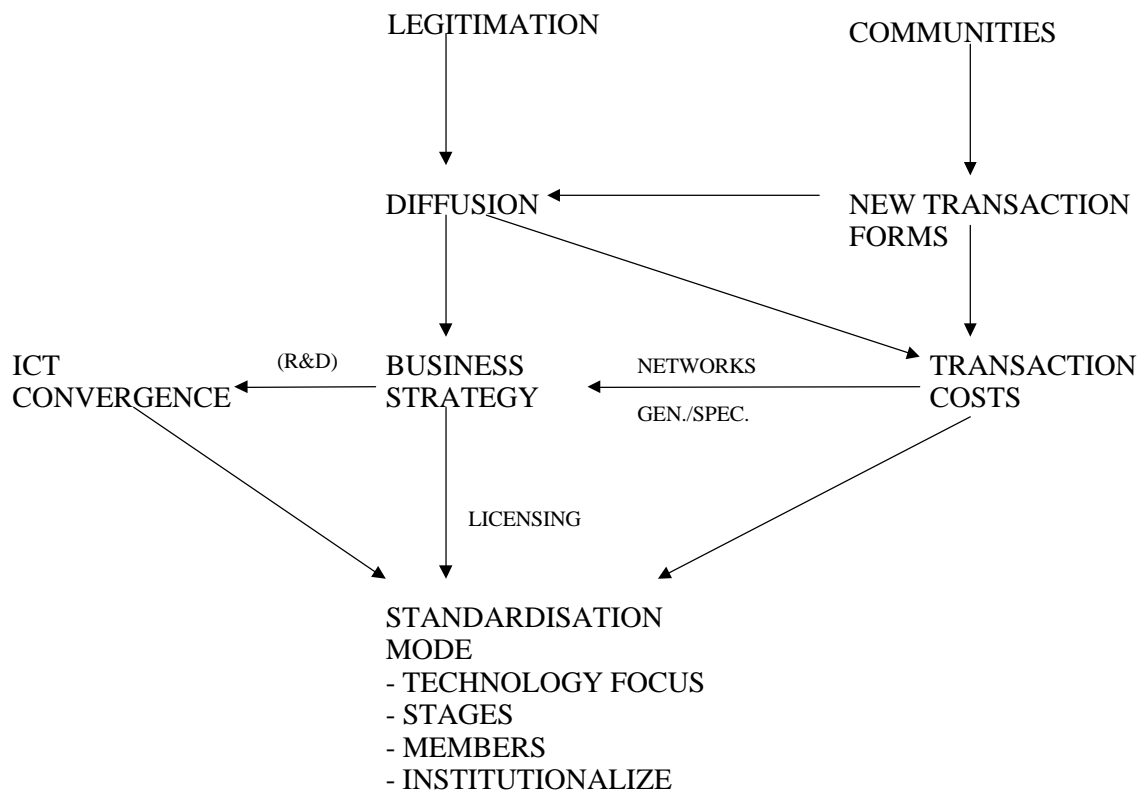 LEGITIMATION
COMMUNITIES
DIFFUSION
NEW TRANSACTION
FORMS
ICT
CONVERGENCE
(R&D)
BUSINESS
STRATEGY
NETWORKS
GEN./SPEC.
TRANSACTION
COSTS
LICENSING
STANDARDISATION
MODE
- TECHNOLOGY FOCUS
- STAGES
- MEMBERS
- INSTITUTIONALIZE